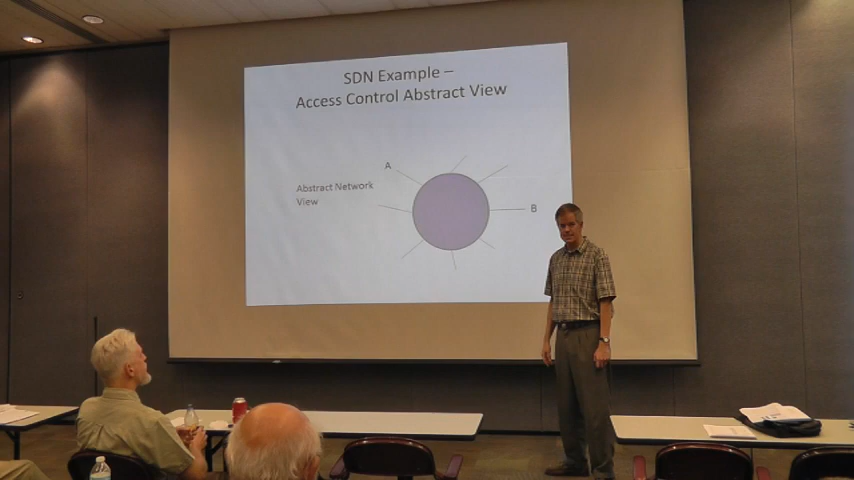 SDN Example –
Access Control Abstract View
A
Abstract Network
View
B